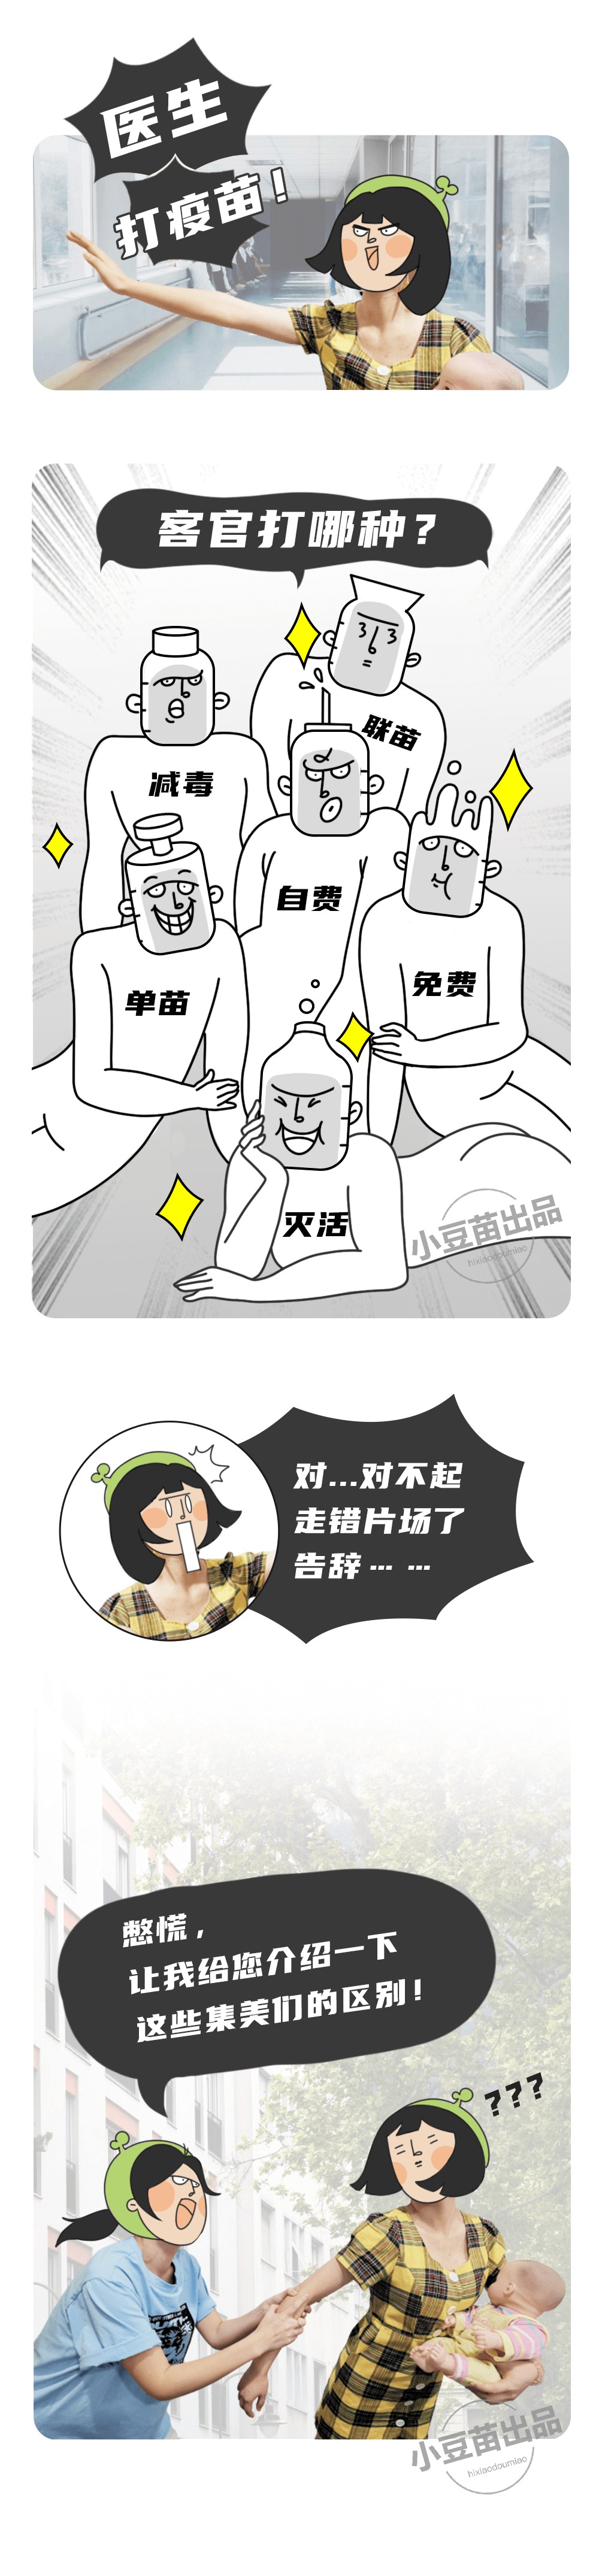 医生
打疫苗！
客官打哪种？
联苗
减毒
自费
免费
单苗
灭活
小豆苗出品
hixiaodoumiao
对...对不起
走错片场了
告辞… …
憋慌，
让我给您介绍一下
这些集美们的区别！
???
小豆苗出品
hixiaodoumiao